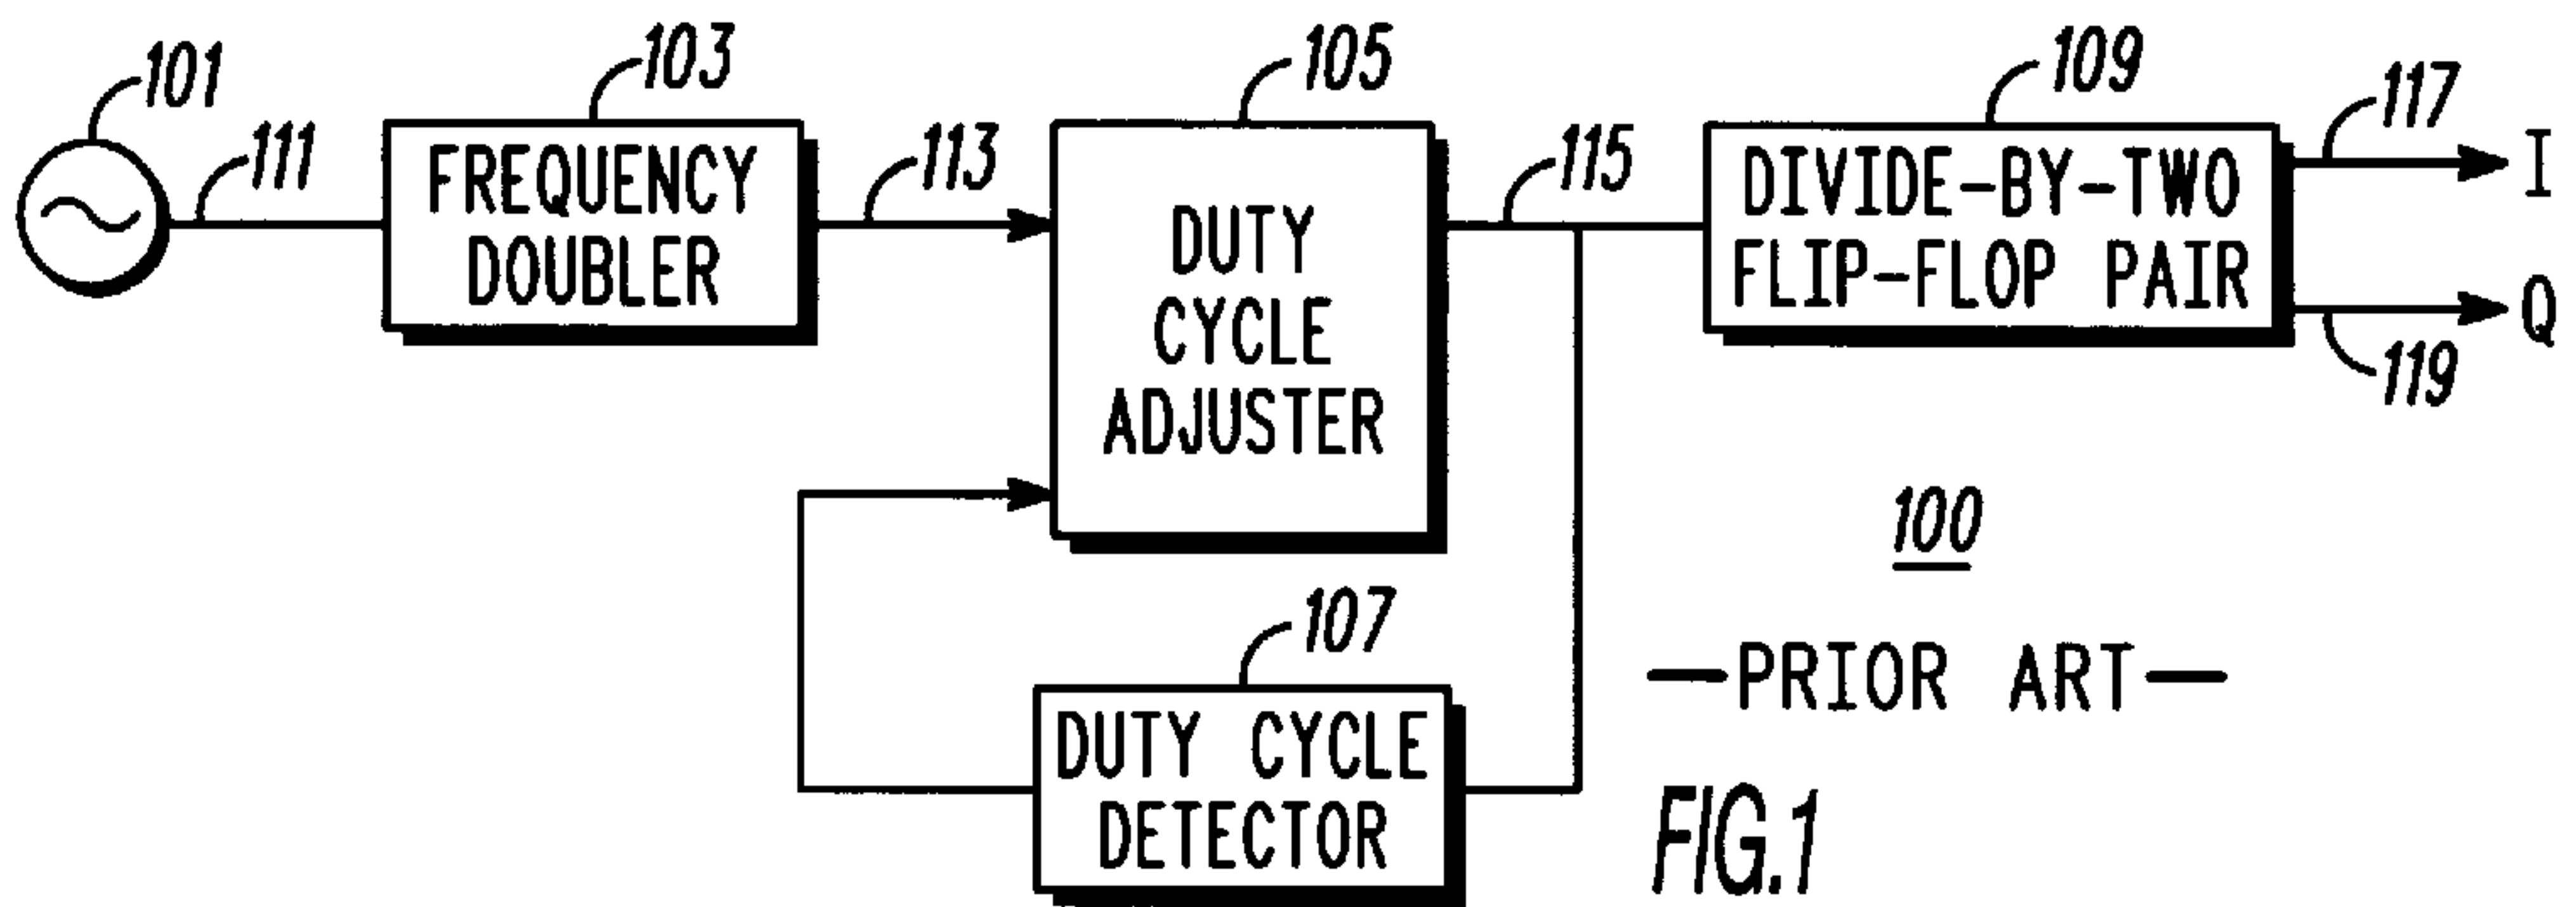 101
111
103
FREQUENCY
DOUBLER
113
105
DUTY
CYCLE
ADJUSTER
115
109
DIVIDE-BY-TWO
FLIP-FLOP PAIR
117
I
Q
119
107
DUTY CYCLE
DETECTOR
100
—PRIOR ART—
FIG.1